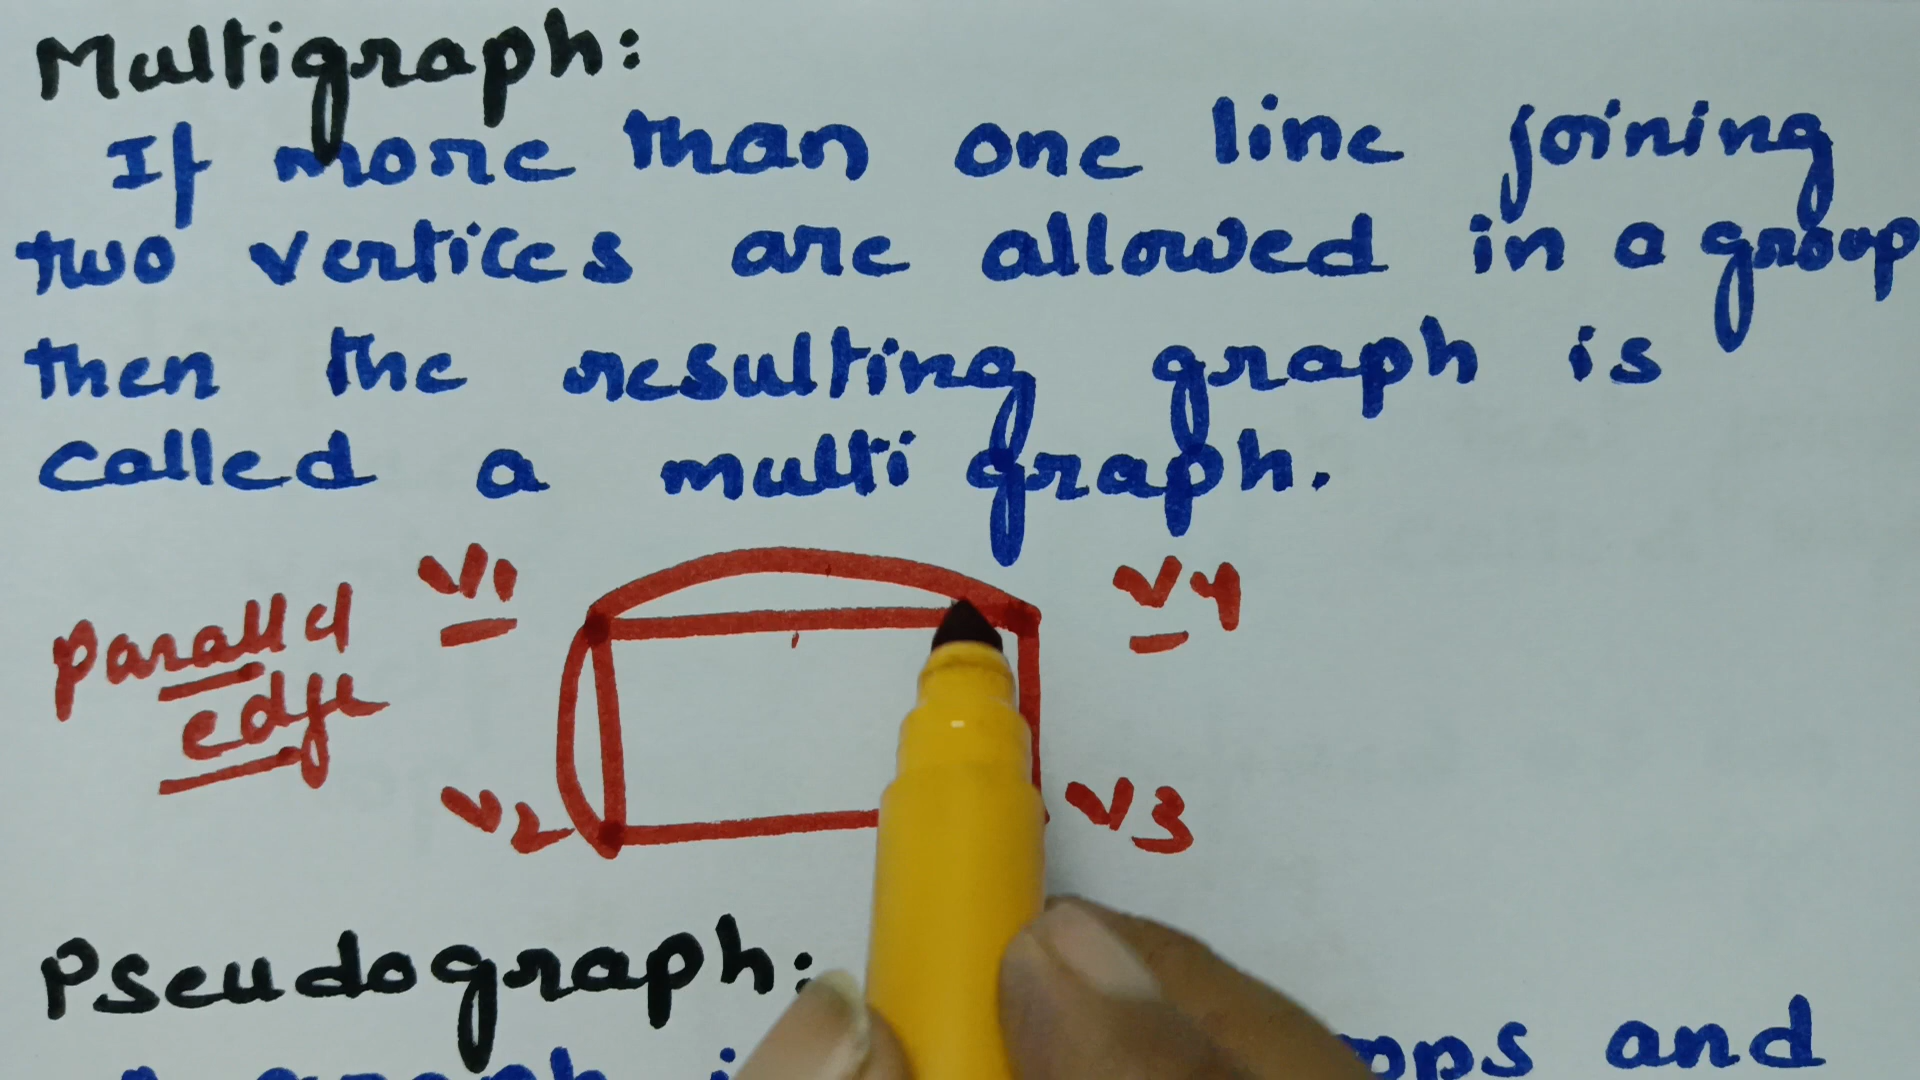 Multigraph:
If more than one line joining
two vertices are allowed in a group
then the resulting graph is
called a multi graph.
parallel edge
V1
V4
V2
V3
Pseudograph:
A graph and